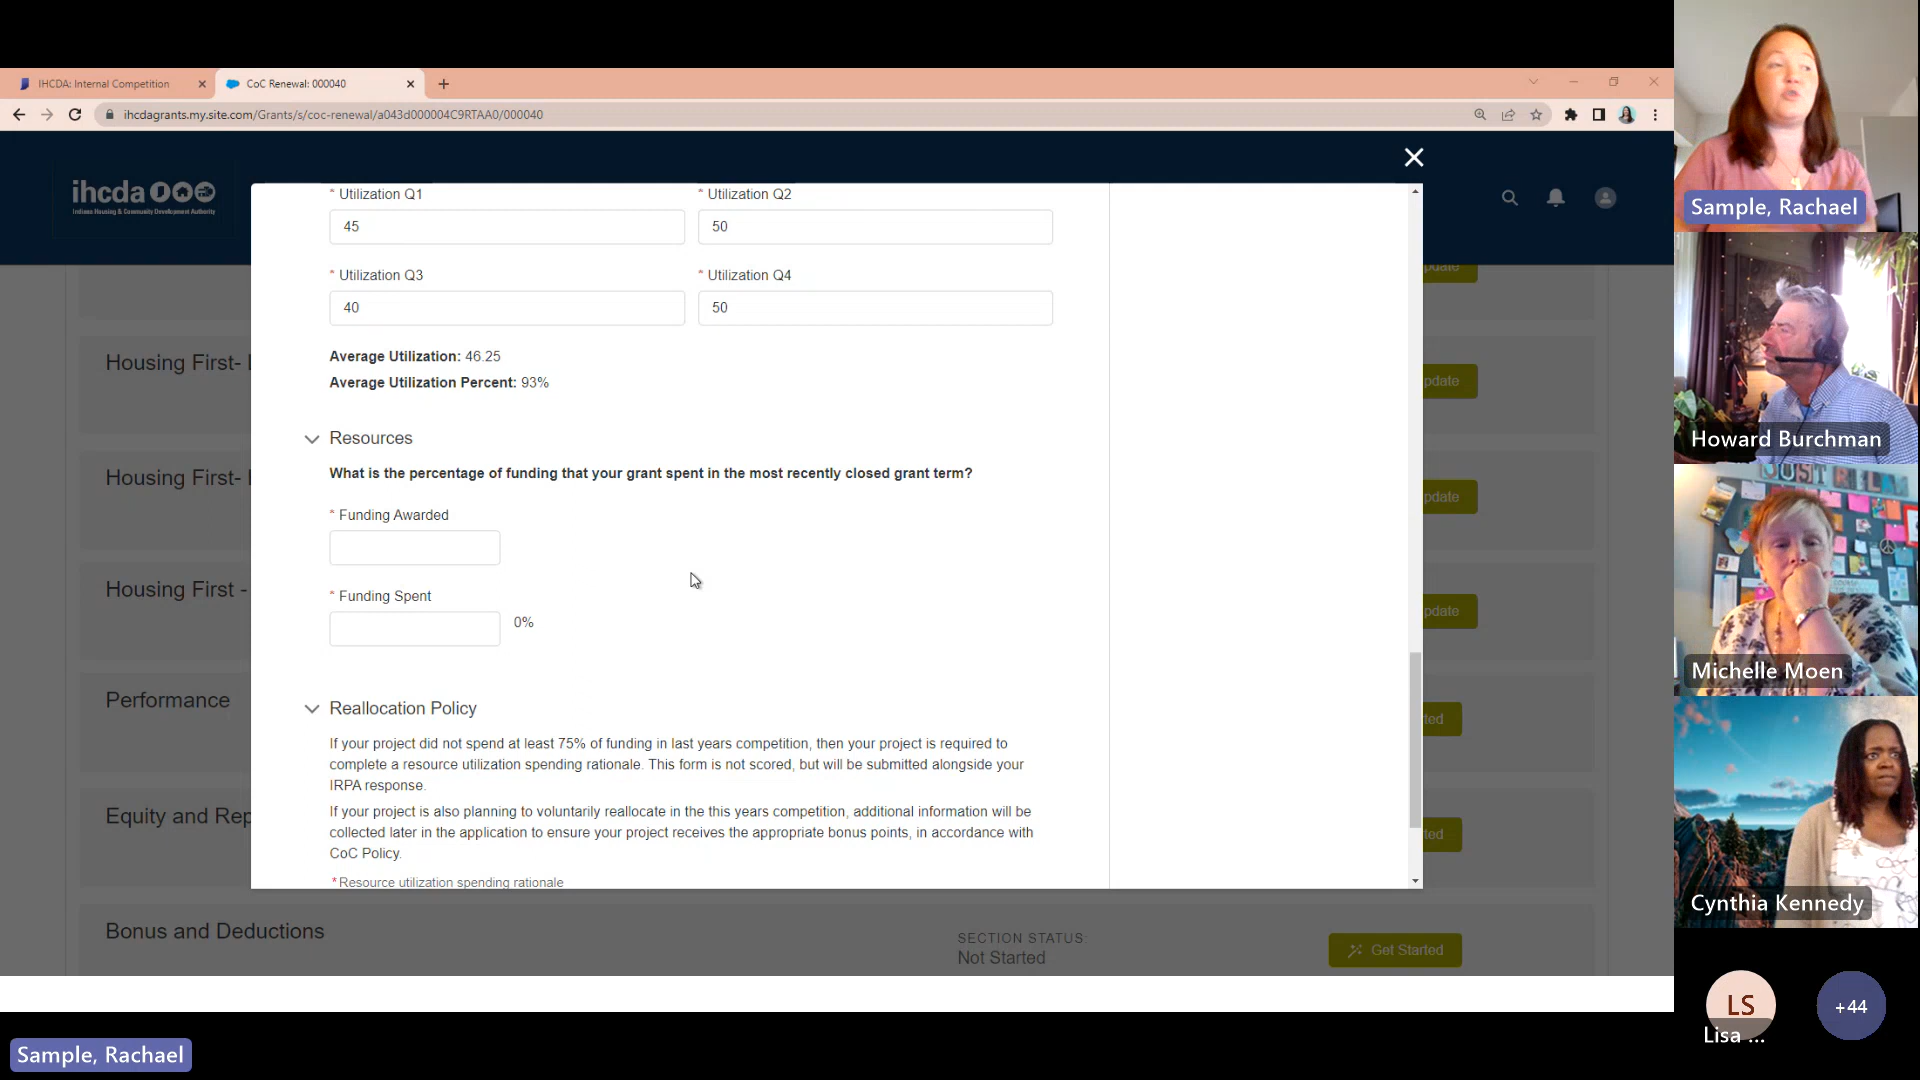 IHCDA: Internal Competition
CoC Renewal: 000040
ihcdagrants.my.site.com/Grants/s/coc-renewal/a043d000004C9RTAA0/000040
ihcda
Indiana Housing & Community Development Authority
* Utilization Q1
* Utilization Q2
45
50
* Utilization Q3
* Utilization Q4
40
50
Average Utilization: 46.25
Average Utilization Percent: 93%
Resources
What is the percentage of funding that your grant spent in the most recently closed grant term?
* Funding Awarded
* Funding Spent
0%
Reallocation Policy
If your project did not spend at least 75% of funding in last years competition, then your project is required to
complete a resource utilization spending rationale. This form is not scored, but will be submitted alongside your
IRPA response.
If your project is also planning to voluntarily reallocate in the this years competition, additional information will be
collected later in the application to ensure your project receives the appropriate bonus points, in accordance with
CoC Policy.
* Resource utilization spending rationale
Housing First-
Housing First-
Housing First -
Performance
Equity and Rep
Bonus and Deductions
SECTION STATUS
Not Started
Get Started
pdate
pdate
pdate
pdate
ted
ted
Sample, Rachael
Howard Burchman
JUST
Michelle Moen
Cynthia Kennedy
LS
Lisa ...
+44
Sample, Rachael